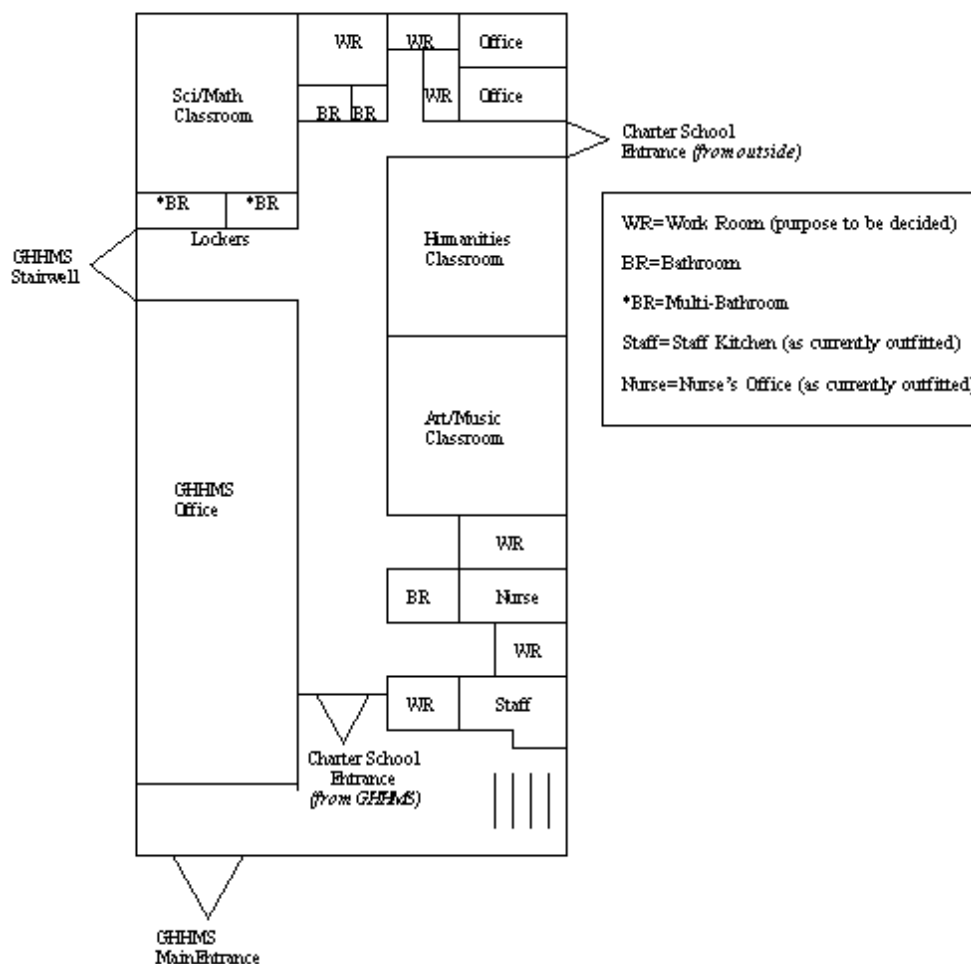 WR
WR
Office
Sci/Math
Classroom
WR
Office
BR
BR
Charter School
Entrance (from outside)
*BR
*BR
Lockers
GHHMS
Stairwell
Humanities
Classroom
WR=Work Room (purpose to be decided)
BR=Bathroom
*BR=Multi-Bathroom
Staff=Staff Kitchen (as currently outfitted)
Nurse=Nurse's Office (as currently outfitted)
Art/Music
Classroom
GHHMS
Office
WR
BR
Nurse
WR
WR
Staff
Charter School
Entrance
(from GHHMS)
GHHMS
Main Entrance